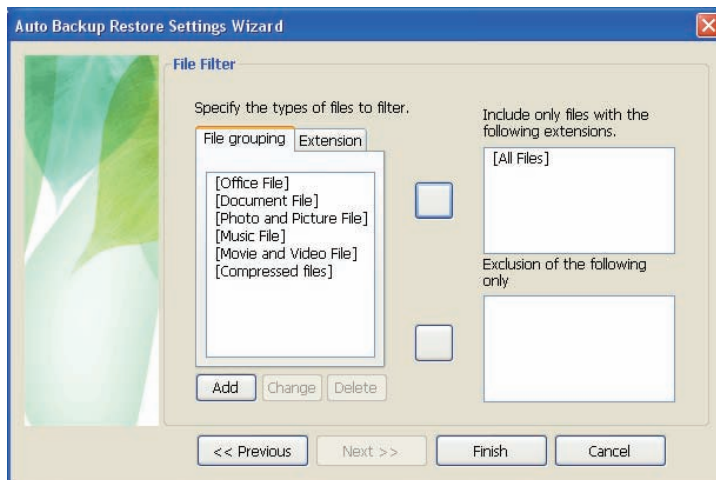 Auto Backup Restore Settings Wizard
File Filter
Specify the types of files to filter.
File grouping
Extension
[Office File]
[Document File]
[Photo and Picture File]
[Music File]
[Movie and Video File]
[Compressed files]
Add
Change
Delete
Include only files with the
following extensions.
[All Files]
Exclusion of the following
only
<< Previous
Next >>
Finish
Cancel